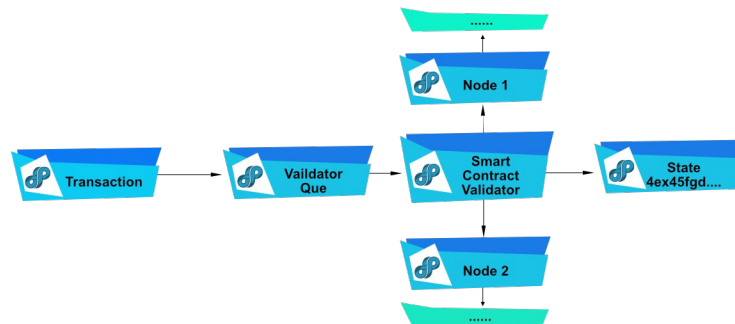 ......
Node 1
Transaction
Vaildator
Que
Smart
Contract
Validator
State
4ex45fgd....
Node 2
......